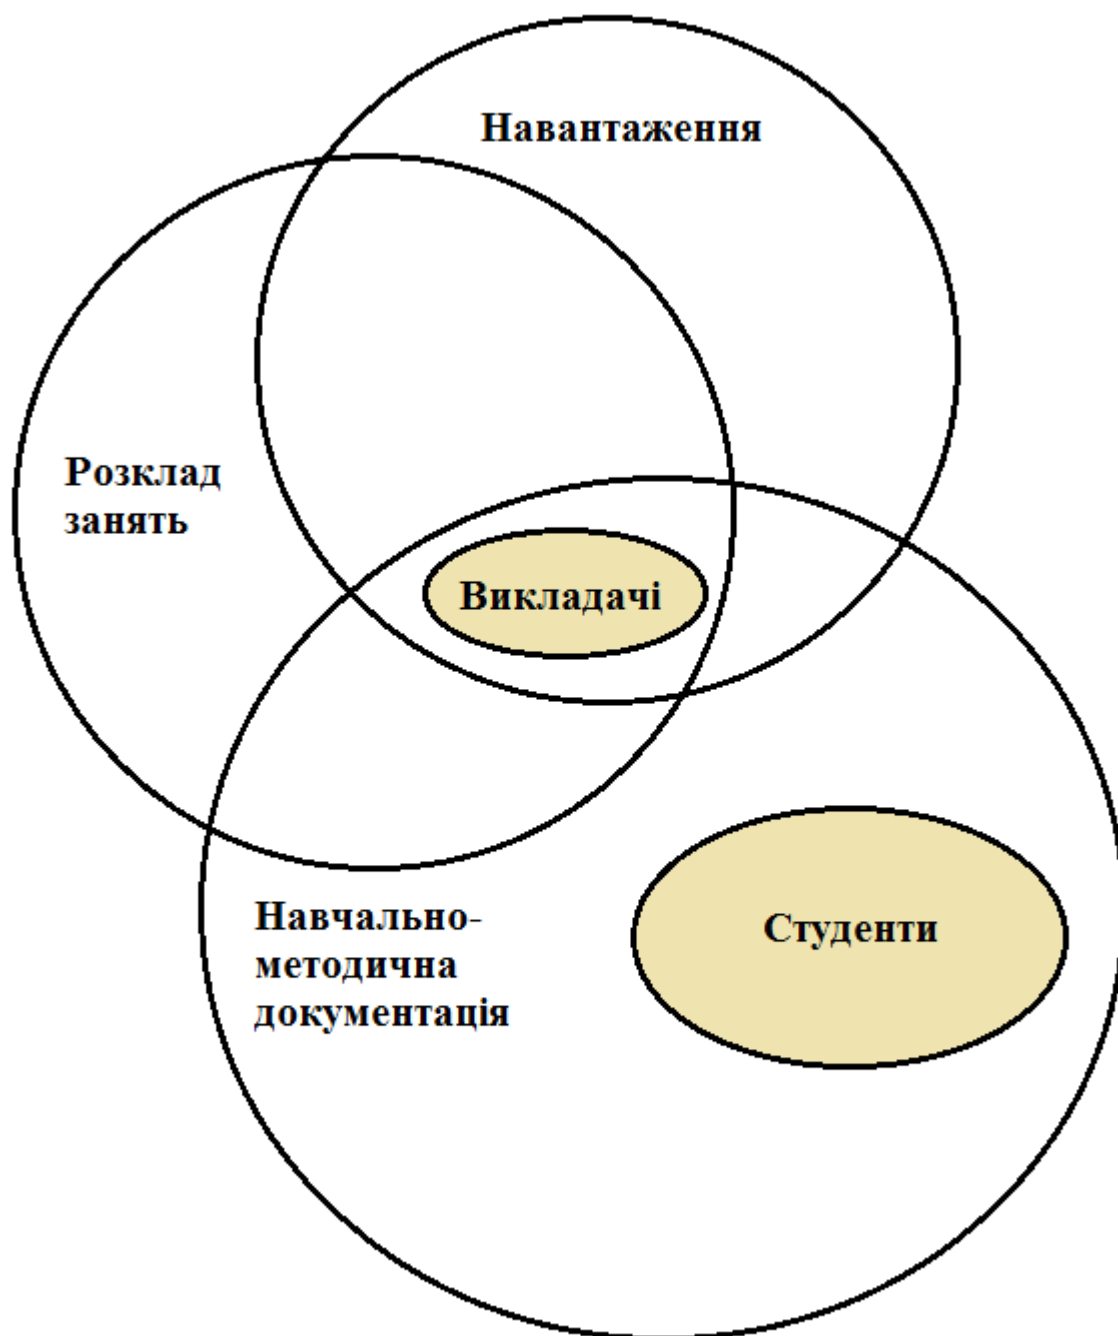 Навантаження
Розклад
занять
Викладачі
Навчально-
методична
документація
Студенти